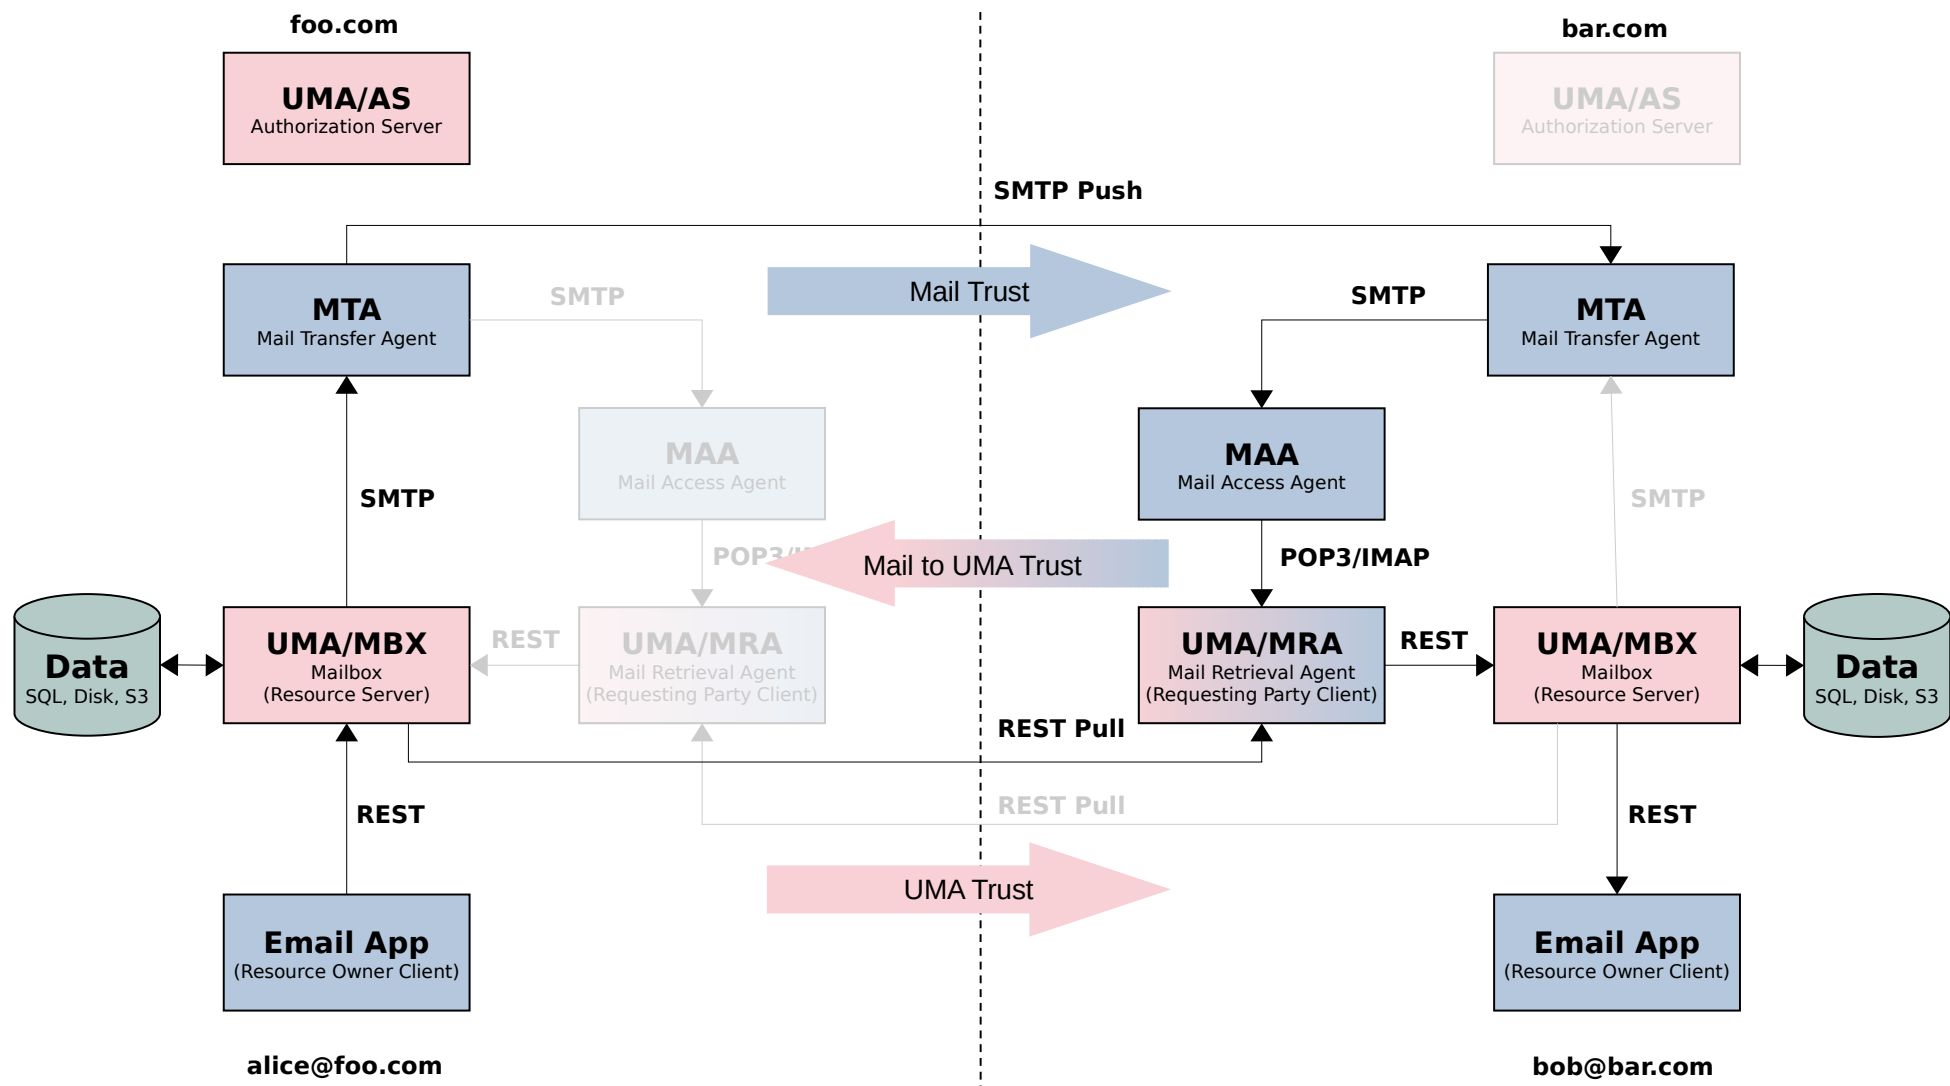 foo.com
bar.com
UMA/AS
Authorization Server
UMA/AS
Authorization Server
SMTP Push
MTA
Mail Transfer Agent
SMTP
Mail Trust
SMTP
MTA
Mail Transfer Agent
MAA
Mail Access Agent
MAA
Mail Access Agent
SMTP
SMTP
Mail to UMA Trust
POP3/IMAP
Data
SQL, Disk, S3
UMA/MBX
Mailbox
(Resource Server)
REST
UMA/MRA
Mail Retrieval Agent
(Requesting Party Client)
UMA/MRA
Mail Retrieval Agent
(Requesting Party Client)
REST
UMA/MBX
Mailbox
(Resource Server)
Data
SQL, Disk, S3
REST Pull
REST
REST Pull
REST
UMA Trust
Email App
(Resource Owner Client)
Email App
(Resource Owner Client)
alice@foo.com
bob@bar.com